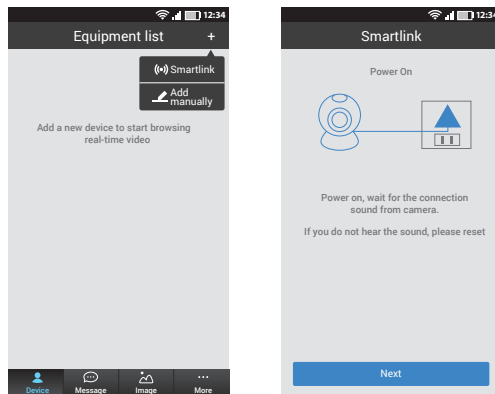 12:34
Equipment list +
Smartlink
Add
manually
Add a new device to start browsing
real-time video
Device Message Image More
12:34
Smartlink
Power On
Power on, wait for the connection
sound from camera.
If you do not hear the sound, please reset
Next